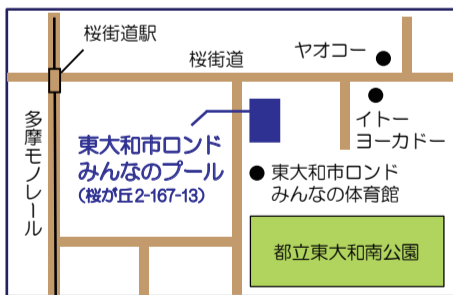 桜街道駅
桜街道
ヤオコー
イトー
ヨーカドー
多摩モノレール
東大和市ロンド
みんなのプール
(桜が丘2-167-13)
東大和市ロンド
みんなの体育館
都立東大和南公園